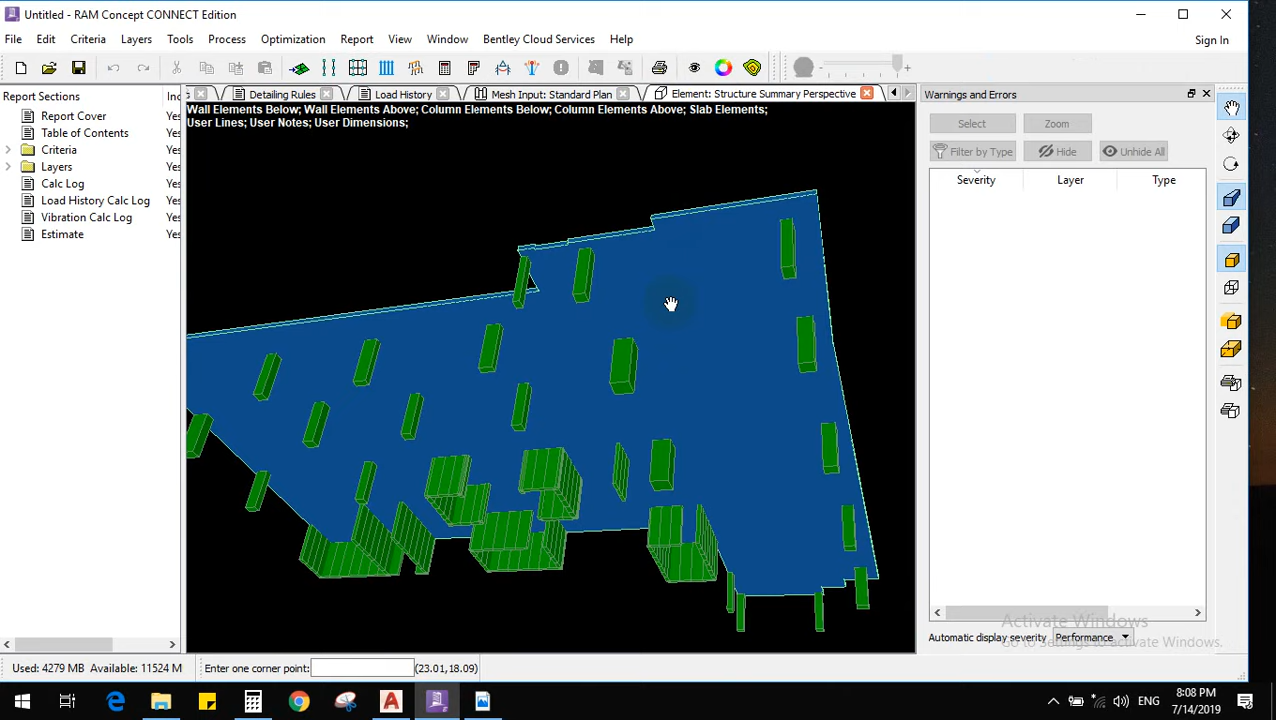 Untitled - RAM Concept CONNECT Edition
File Edit Criteria Layers Tools Process Optimization Report View Window Bentley Cloud Services Help
Sign In
Report Sections
Detailing Rules Load History Mesh Input: Standard Plan Element: Structure Summary Perspective
Warnings and Errors
Wall Elements Below; Wall Elements Above; Column Elements Below; Column Elements Above; Slab Elements;
User Lines; User Notes; User Dimensions;
Report Cover Yes
Table of Contents Yes
Criteria Yes
Layers Yes
Calc Log Yes
Load History Calc Log Yes
Vibration Calc Log Yes
Estimate Yes
Select Zoom
Filter by Type Hide Unhide All
Severity Layer Type
Activate Windows
Go to Settings to activate Windows.
Automatic display severity Performance
Used: 4279 MB Available: 11524 M
Enter one corner point: (23.01,18.09)
ENG
8:08 PM
7/14/2019